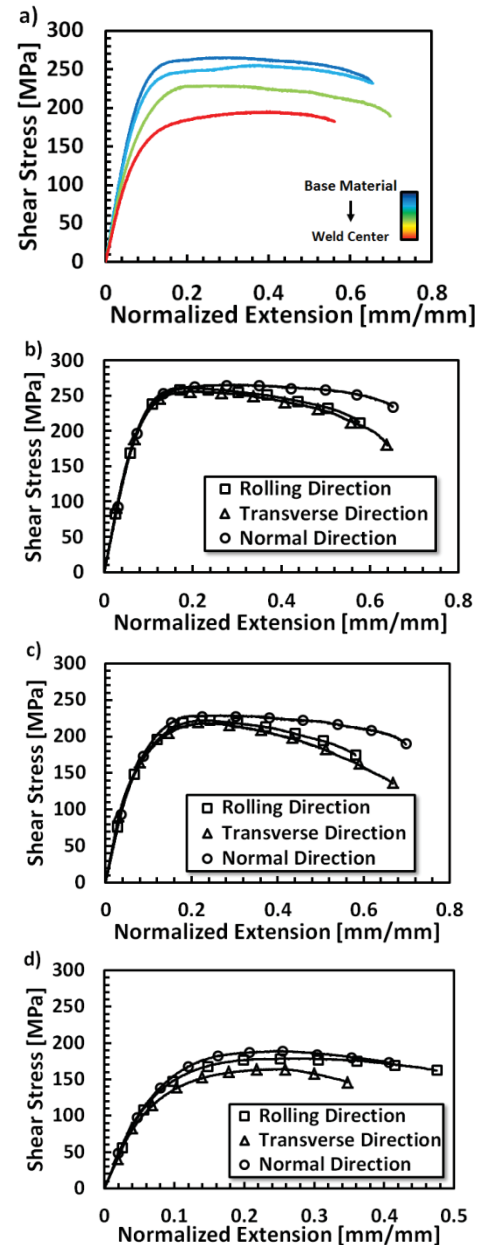 a)
300
250
200
150
100
50
0
Shear Stress [MPa]
Base Material
Weld Center
0 0.2 0.4 0.6 0.8
Normalized Extension [mm/mm]
b)
300
250
200
150
100
50
0
Shear Stress [MPa]
Rolling Direction
Transverse Direction
Normal Direction
0 0.2 0.4 0.6 0.8
Normalized Extension [mm/mm]
c)
300
250
200
150
100
50
0
Shear Stress [MPa]
Rolling Direction
Transverse Direction
Normal Direction
0 0.2 0.4 0.6 0.8
Normalized Extension [mm/mm]
d)
300
250
200
150
100
50
0
Shear Stress [MPa]
Rolling Direction
Transverse Direction
Normal Direction
0 0.1 0.2 0.3 0.4 0.5
Normalized Extension [mm/mm]